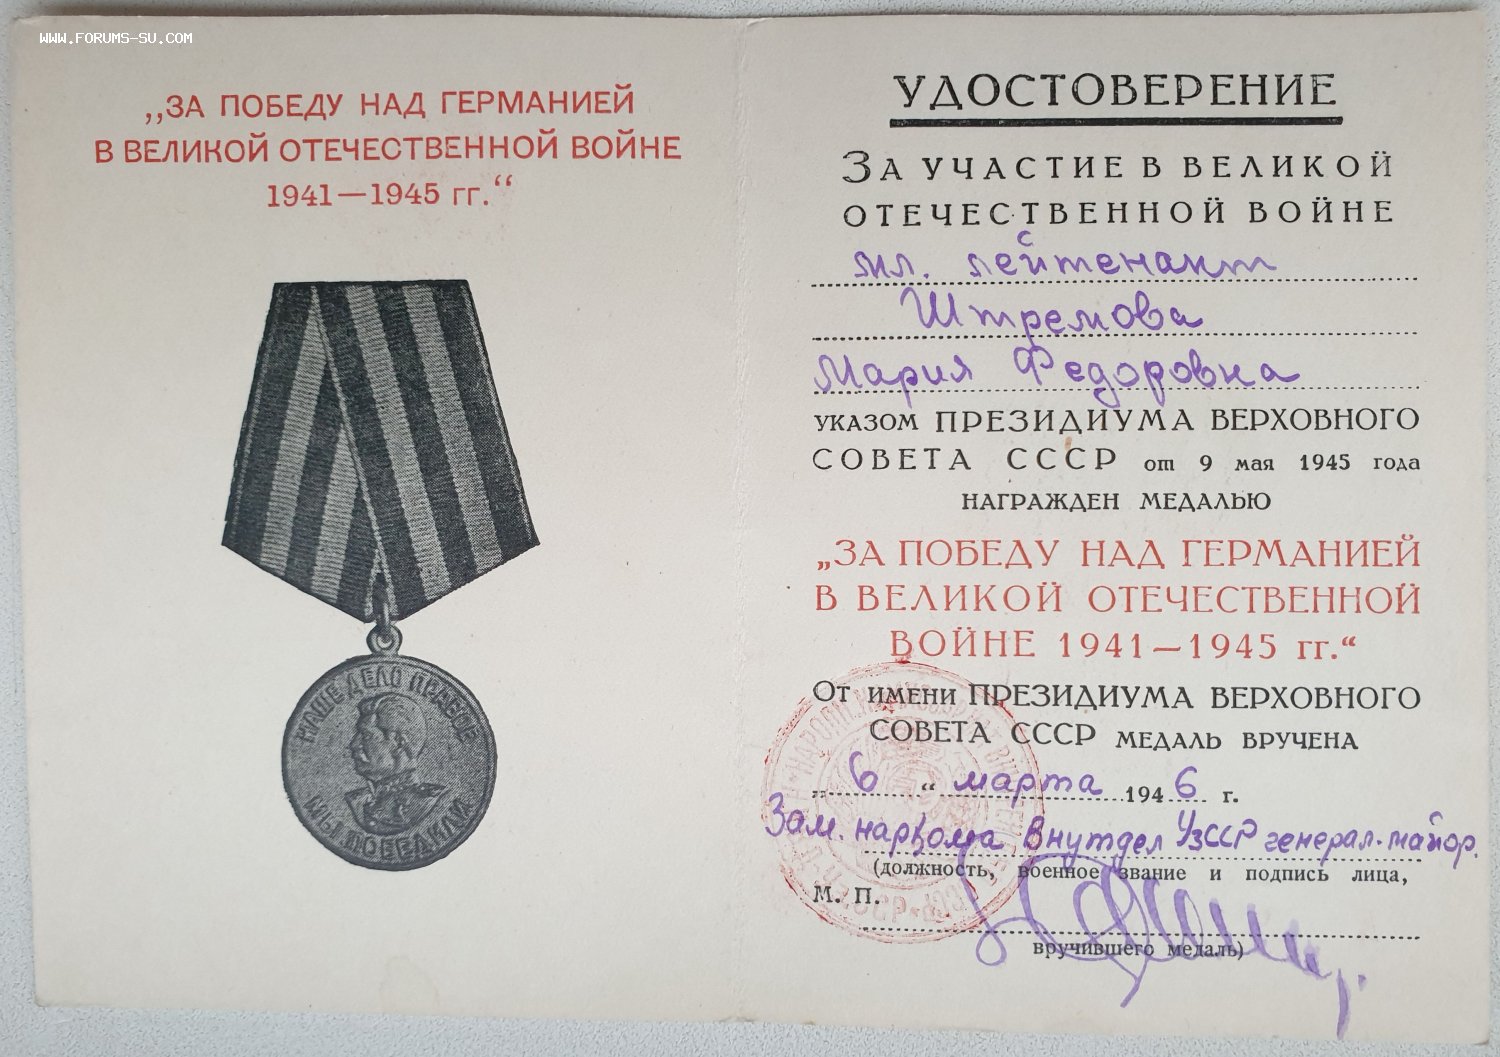 WWW.FORUMS-SU.COM
„ЗА ПОБЕДУ НАД ГЕРМАНИЕЙ
В ВЕЛИКОЙ ОТЕЧЕСТВЕННОЙ ВОЙНЕ
1941—1945 гг.“
НАШЕ ДЕЛО ПРАВОЕ
МЫ ПОБЕДИЛИ
УДОСТОВЕРЕНИЕ
ЗА УЧАСТИЕ В ВЕЛИКОЙ
ОТЕЧЕСТВЕННОЙ ВОЙНЕ
мл. лейтенант
Штремова
Мария Федоровна
УКАЗОМ ПРЕЗИДИУМА ВЕРХОВНОГО
СОВЕТА СССР от 9 мая 1945 года
НАГРАЖДЕН МЕДАЛЬЮ
„ЗА ПОБЕДУ НАД ГЕРМАНИЕЙ
В ВЕЛИКОЙ ОТЕЧЕСТВЕННОЙ
ВОЙНЕ 1941—1945 гг.“
ОТ ИМЕНИ ПРЕЗИДИУМА ВЕРХОВНОГО
СОВЕТА СССР МЕДАЛЬ ВРУЧЕНА
„6“ марта 1946 г.
Зам. наркома Внутдел УзССР генерал-майор.
(должность, военное звание и подпись лица,
М. П.
вручившего медаль)